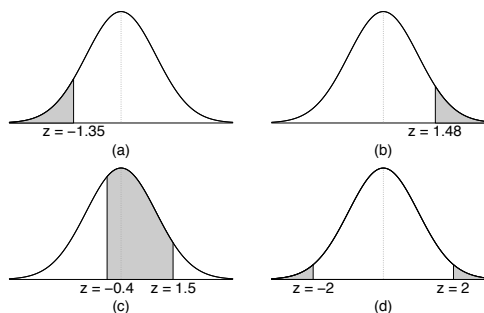 z = −1.35
z = 1.48
(a)
(b)
z = −0.4
z = 1.5
z = −2
z = 2
(c)
(d)